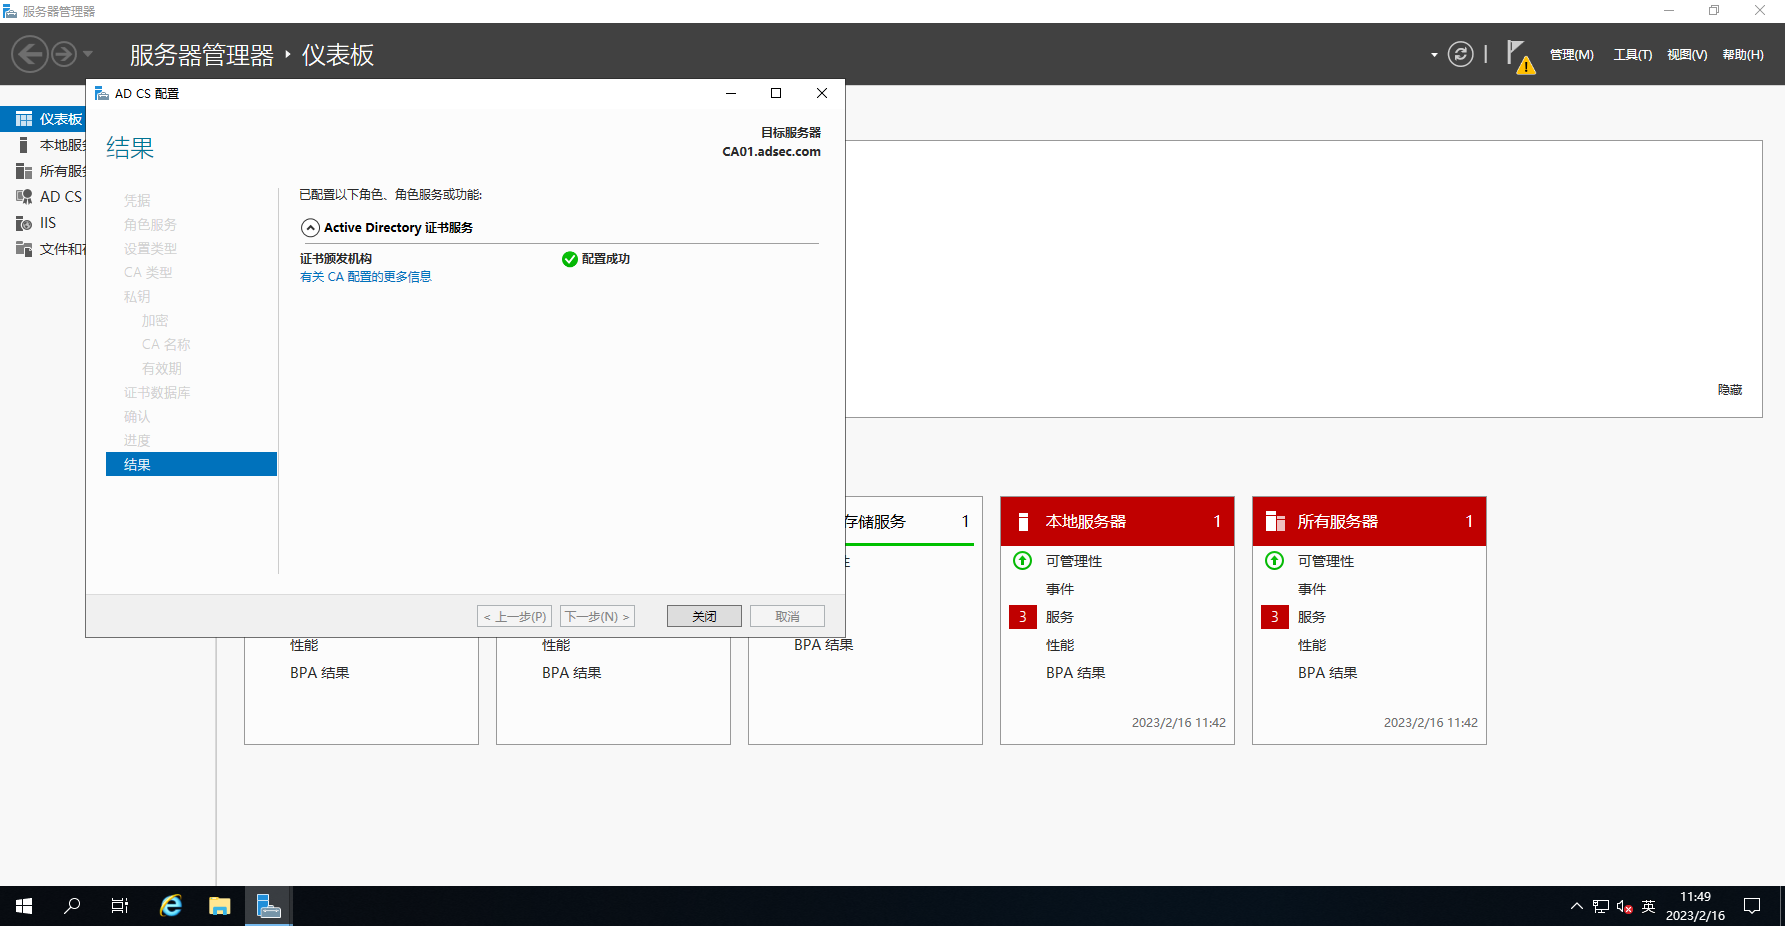 服务器管理器
服务器管理器 ‣ 仪表板
管理(M) 工具(T) 视图(V) 帮助(H)
仪表板
本地服
所有服
AD CS
IIS
文件和
AD CS 配置
结果
目标服务器
CA01.adsec.com
凭据
角色服务
设置类型
CA 类型
私钥
加密
CA 名称
有效期
证书数据库
确认
进度
结果
已配置以下角色、角色服务或功能:
Active Directory 证书服务
证书颁发机构 配置成功
有关 CA 配置的更多信息
< 上一步(P) 下一步(N) > 关闭 取消
隐藏
性能
BPA 结果
性能
BPA 结果
存储服务 1
BPA 结果
本地服务器 1
可管理性
事件
3 服务
性能
BPA 结果
2023/2/16 11:42
所有服务器 1
可管理性
事件
3 服务
性能
BPA 结果
2023/2/16 11:42
英
11:49
2023/2/16